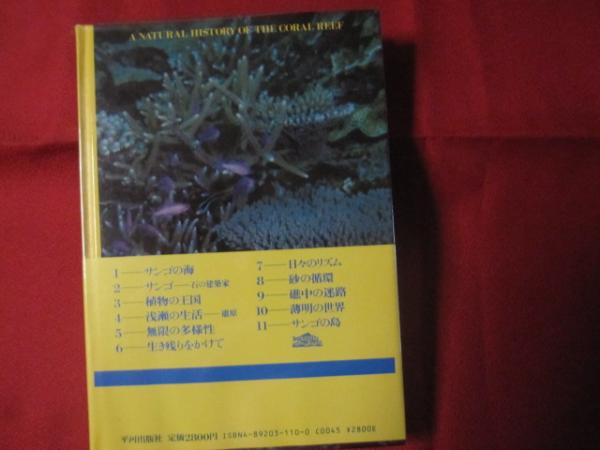 A NATURAL HISTORY OF THE CORAL REEF
1——サンゴの海
2——サンゴ——石の建築家
3——植物の王国
4——浅瀬の生活——礁原
5——無限の多様性
6——生き残りをかけて
7——日々のリズム
8——砂の循環
9——礁中の迷路
10——薄明の世界
11——サンゴの島
平河出版社 定価2800円 ISBN4-89203-110-0 C0045 ¥2800E